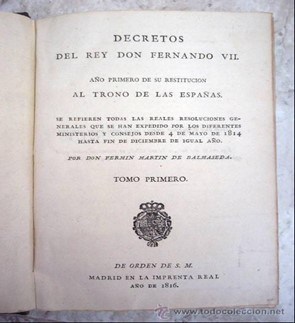 DECRETOS
DEL REY DON FERNANDO VII.
AÑO PRIMERO DE SU RESTITUCION
AL TRONO DE LAS ESPAÑAS.
SE REFIEREN TODAS LAS REALES RESOLUCIONES GE-
NERALES QUE SE HAN EXPEDIDO POR LOS DIFERENTES
MINISTERIOS Y CONSEJOS DESDE 4 DE MAYO DE 1814
HASTA FIN DE DICIEMBRE DE IGUAL AÑO.
POR DON FERMIN MARTIN DE BALMASEDA.
TOMO PRIMERO.
DE ORDEN DE S. M.
MADRID EN LA IMPRENTA REAL
AÑO DE 1816.
todocoleccion.net